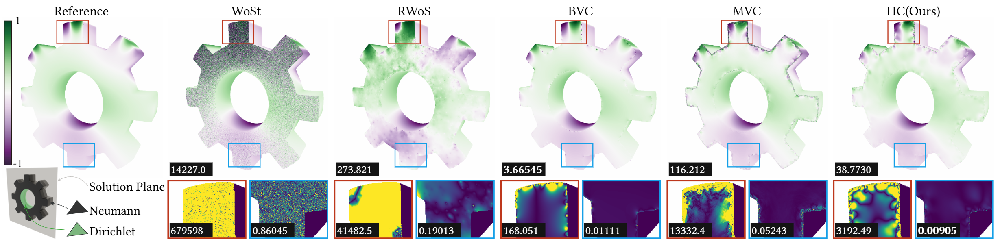 Reference
WoSt
RWoS
BVC
MVC
HC(Ours)
1
-1
14227.0
273.821
3.66545
116.212
38.7730
Solution Plane
Neumann
Dirichlet
679598
0.86045
41482.5
0.19013
168.051
0.01111
13332.4
0.05243
3192.49
0.00905